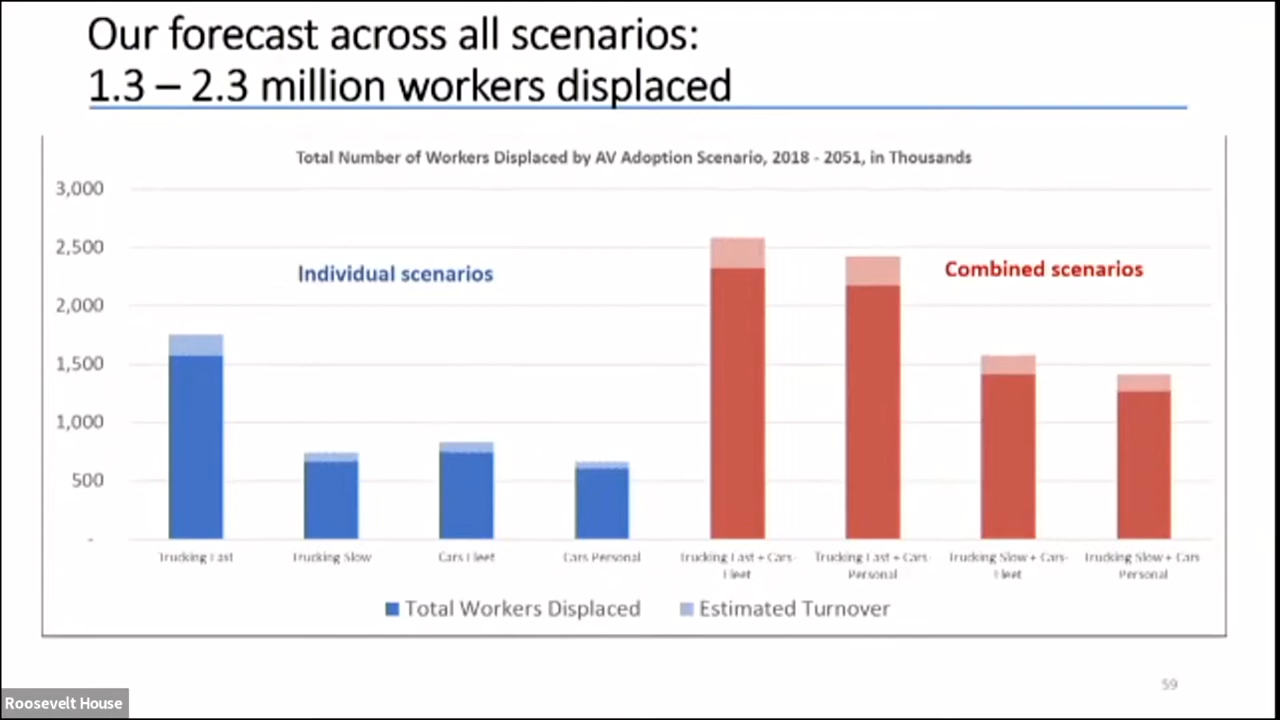 Our forecast across all scenarios:
1.3 – 2.3 million workers displaced
Total Number of Workers Displaced by AV Adoption Scenario, 2018 - 2051, in Thousands
3,000
2,500
2,000
1,500
1,000
500
-
Individual scenarios
Combined scenarios
Trucking Fast
Trucking Slow
Cars Fleet
Cars Personal
Trucking Fast + Cars-
Fleet
Trucking Fast + Cars-
Personal
Trucking Slow + Cars-
Fleet
Trucking Slow + Cars
Personal
Total Workers Displaced
Estimated Turnover
59
Roosevelt House